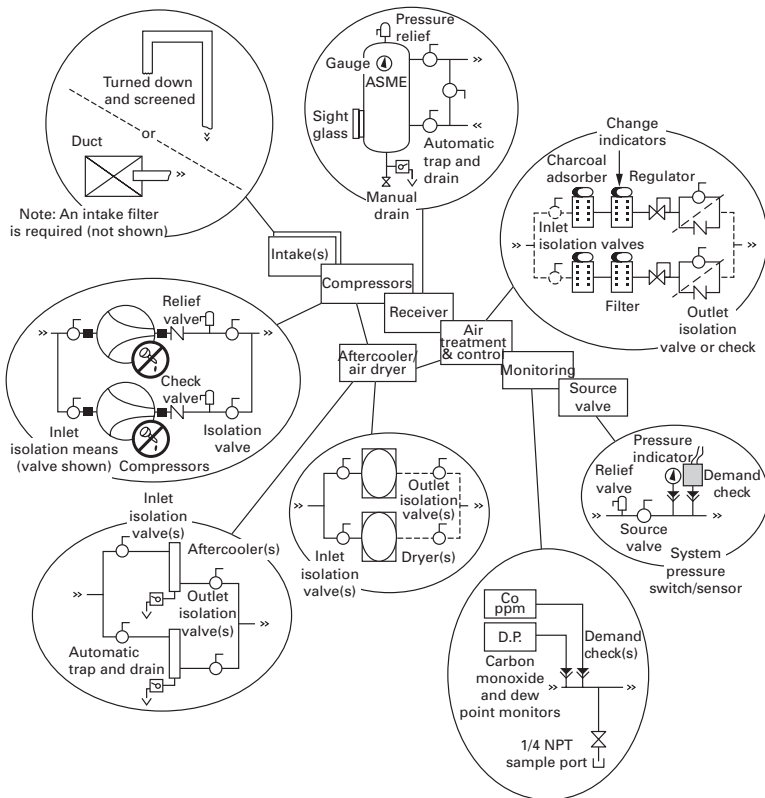 Turned down
and screened
or
Duct
Note: An intake filter
is required (not shown)
Pressure
relief
Gauge
ASME
Sight
glass
Automatic
trap and
drain
Manual
drain
Change
indicators
Charcoal
adsorber
Regulator
Inlet
isolation valves
Filter
Outlet
isolation
valve or check
Intake(s)
Compressors
Receiver
Air
treatment
& control
Aftercooler/
air dryer
Monitoring
Source
valve
Relief
valve
Check
valve
Inlet
isolation means
(valve shown)
Compressors
Isolation
valve
Pressure
indicator
Relief
valve
Demand
check
Source
valve
System
pressure
switch/sensor
Outlet
isolation
valve(s)
Inlet
isolation
valve(s)
Dryer(s)
Inlet
isolation
valve(s)
Aftercooler(s)
Outlet
isolation
valve(s)
Automatic
trap and drain
Co
ppm
D.P.
Demand
check(s)
Carbon
monoxide
and dew
point monitors
1/4 NPT
sample port